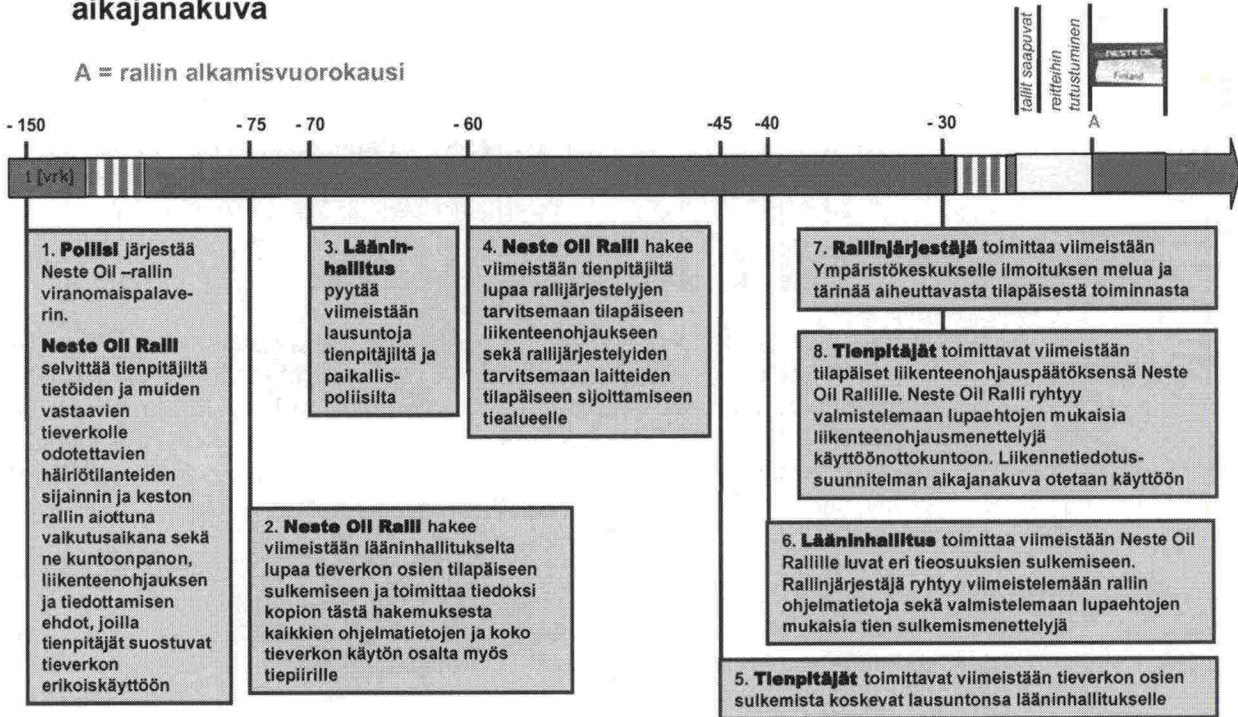 aikajanakuva
A = rallin alkamisvuorokausi
tallit saapuvat
reitteihin
tutustuminen
NESTE OIL
Finland
- 150
- 75
- 70
- 60
-45
-40
- 30
A
t [vrk]
1. Poliisi järjestää
Neste Oil –rallin
viranomaispalave-
rin.
Neste Oil Ralli
selvittää tienpitäjiltä
tietöiden ja muiden
vastaavien
tieverkolle
odotettavien
häiriötilanteiden
sijainnin ja keston
rallin aiottuna
vaikutusaikana sekä
ne kuntoonpanon,
liikenteenohjauksen
ja tiedottamisen
ehdot, joilla
tienpitäjät suostuvat
tieverkon
erikoiskäyttöön
2. Neste Oil Ralli hakee
viimeistään lääninhallitukselta
lupaa tieverkon osien tilapäiseen
sulkemiseen ja toimittaa tiedoksi
kopion tästä hakemuksesta
kaikkien ohjelmatietojen ja koko
tieverkon käytön osalta myös
tiepiirille
3. Läänin-
hallitus
pyytää
viimeistään
lausuntoja
tienpitäjiltä ja
paikallis-
poliisilta
4. Neste Oil Ralli hakee
viimeistään tienpitäjiltä
lupaa rallijärjestelyjen
tarvitsemaan tilapäiseen
liikenteenohjaukseen
sekä rallijärjestelyiden
tarvitsemaan laitteiden
tilapäiseen sijoittamiseen
tiealueelle
7. Rallinjärjestäjä toimittaa viimeistään
Ympäristökeskukselle ilmoituksen melua ja
tärinää aiheuttavasta tilapäisestä toiminnasta
8. Tienpitäjät toimittavat viimeistään
tilapäiset liikenteenohjauspäätöksensä Neste
Oil Rallille. Neste Oil Ralli ryhtyy
valmistelemaan lupaehtojen mukaisia
liikenteenohjausmenettelyjä
käyttöönottokuntoon. Liikennetiedotus-
suunnitelman aikajanakuva otetaan käyttöön
6. Lääninhallitus toimittaa viimeistään Neste Oil
Rallille luvat eri tieosuuksien sulkemiseen.
Rallinjärjestäjä ryhtyy viimeistelemään rallin
ohjelmatietoja sekä valmistelemaan lupaehtojen
mukaisia tien sulkemismenettelyjä
5. Tienpitäjät toimittavat viimeistään tieverkon osien
sulkemista koskevat lausuntonsa lääninhallitukselle